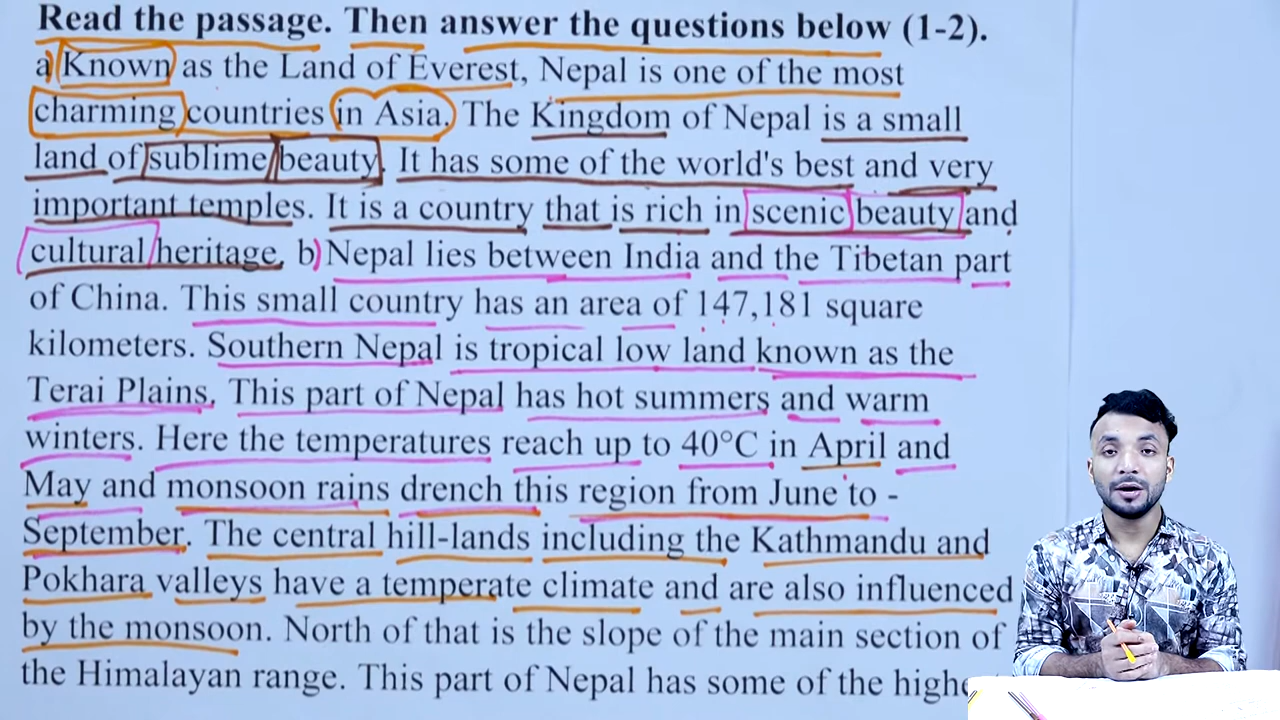 Read the passage. Then answer the questions below (1-2).
a) Known as the Land of Everest, Nepal is one of the most
charming countries in Asia. The Kingdom of Nepal is a small
land of sublime beauty. It has some of the world's best and very
important temples. It is a country that is rich in scenic beauty and
cultural heritage. b) Nepal lies between India and the Tibetan part
of China. This small country has an area of 147,181 square
kilometers. Southern Nepal is tropical low land known as the
Terai Plains. This part of Nepal has hot summers and warm
winters. Here the temperatures reach up to 40°C in April and
May and monsoon rains drench this region from June to -
September. The central hill-lands including the Kathmandu and
Pokhara valleys have a temperate climate and are also influenced
by the monsoon. North of that is the slope of the main section of
the Himalayan range. This part of Nepal has some of the